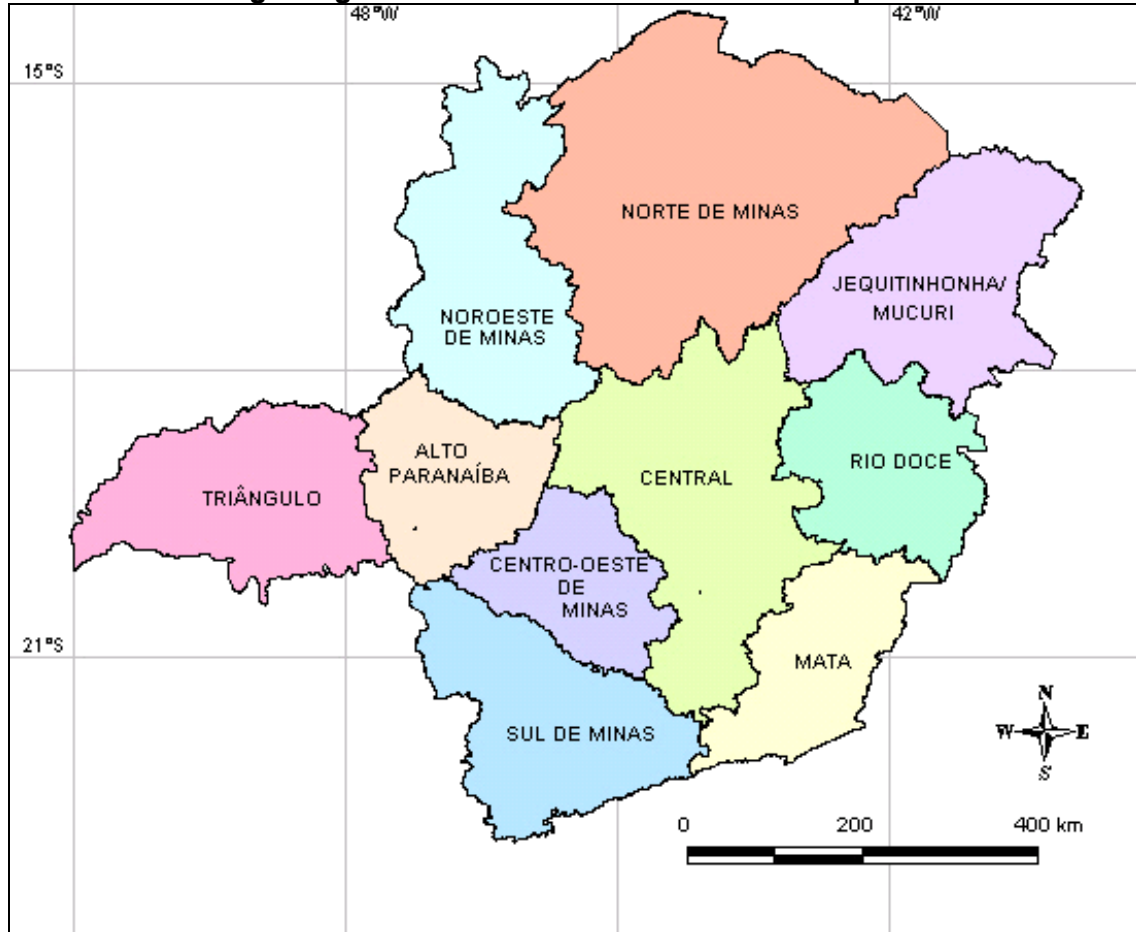 48°W
42°W
15°S
NORTE DE MINAS
JEQUITINHONHA/
MUCURI
NOROESTE
DE MINAS
ALTO
PARANAÍBA
CENTRAL
RIO DOCE
TRIÂNGULO
CENTRO-OESTE
DE
MINAS
21°S
MATA
SUL DE MINAS
N
W
E
S
0
200
400 km